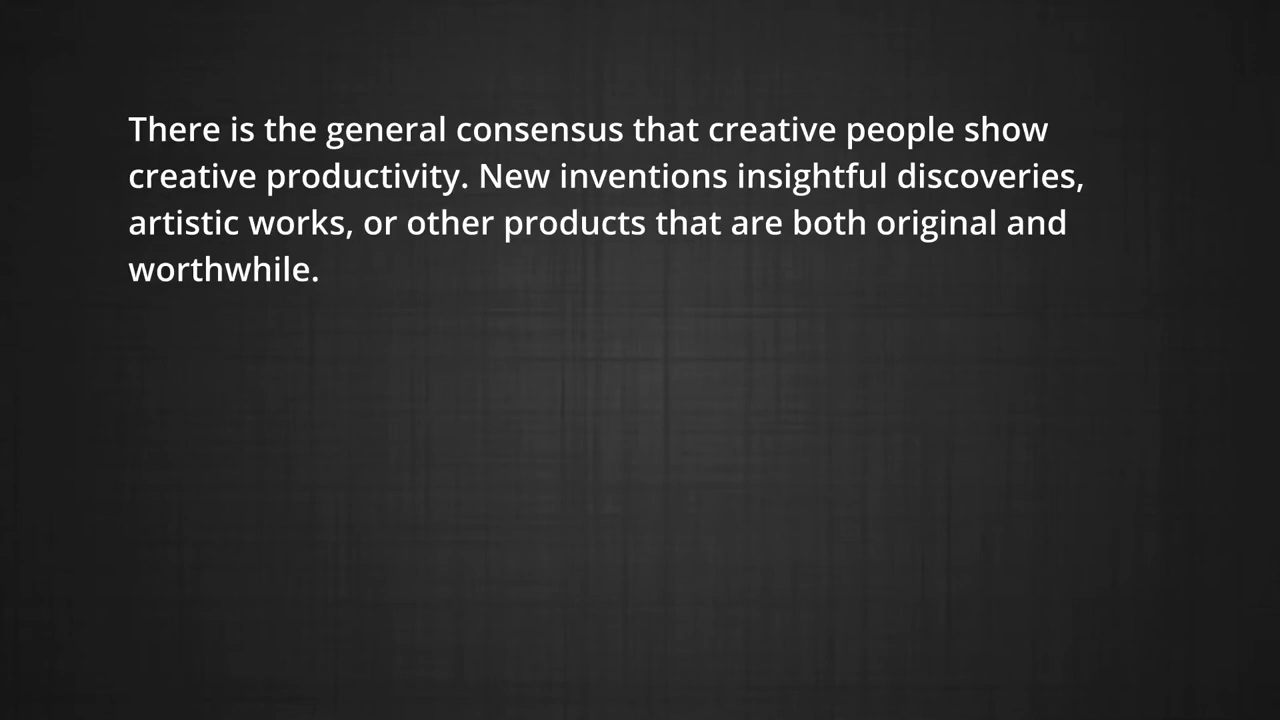 There is the general consensus that creative people show
creative productivity. New inventions insightful discoveries,
artistic works, or other products that are both original and
worthwhile.